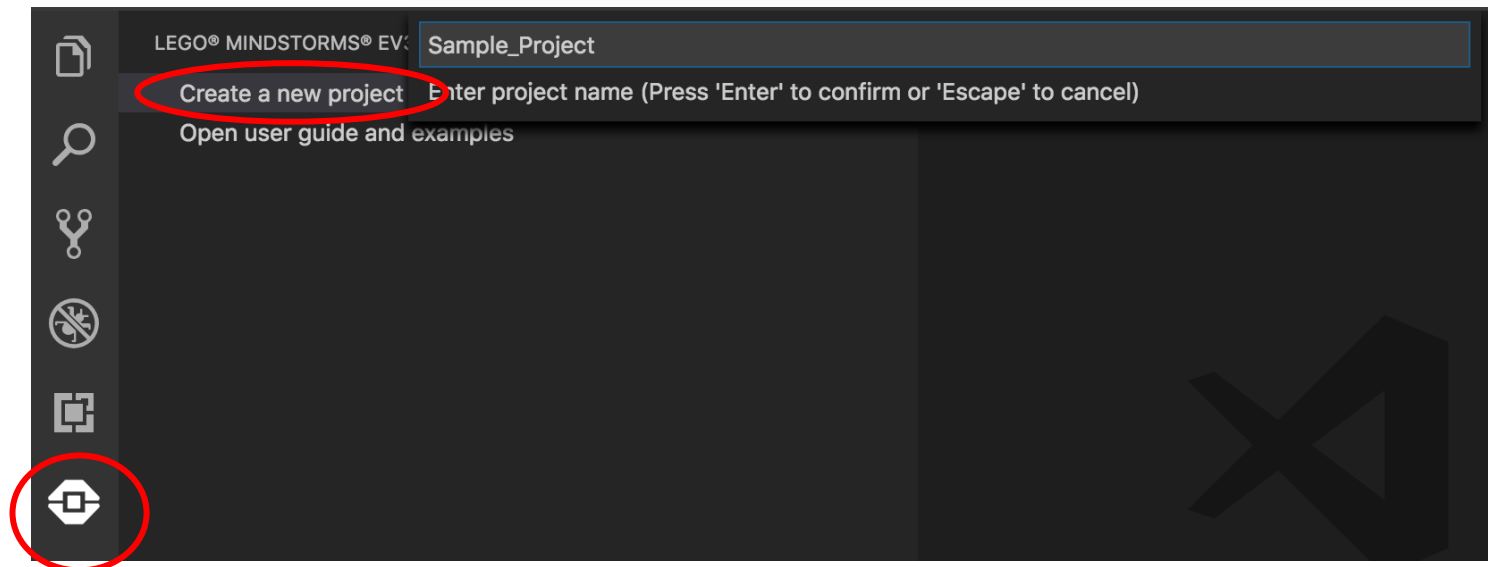 LEGO® MINDSTORMS® EV3
Sample_Project
Create a new project
Enter project name (Press 'Enter' to confirm or 'Escape' to cancel)
Open user guide and examples